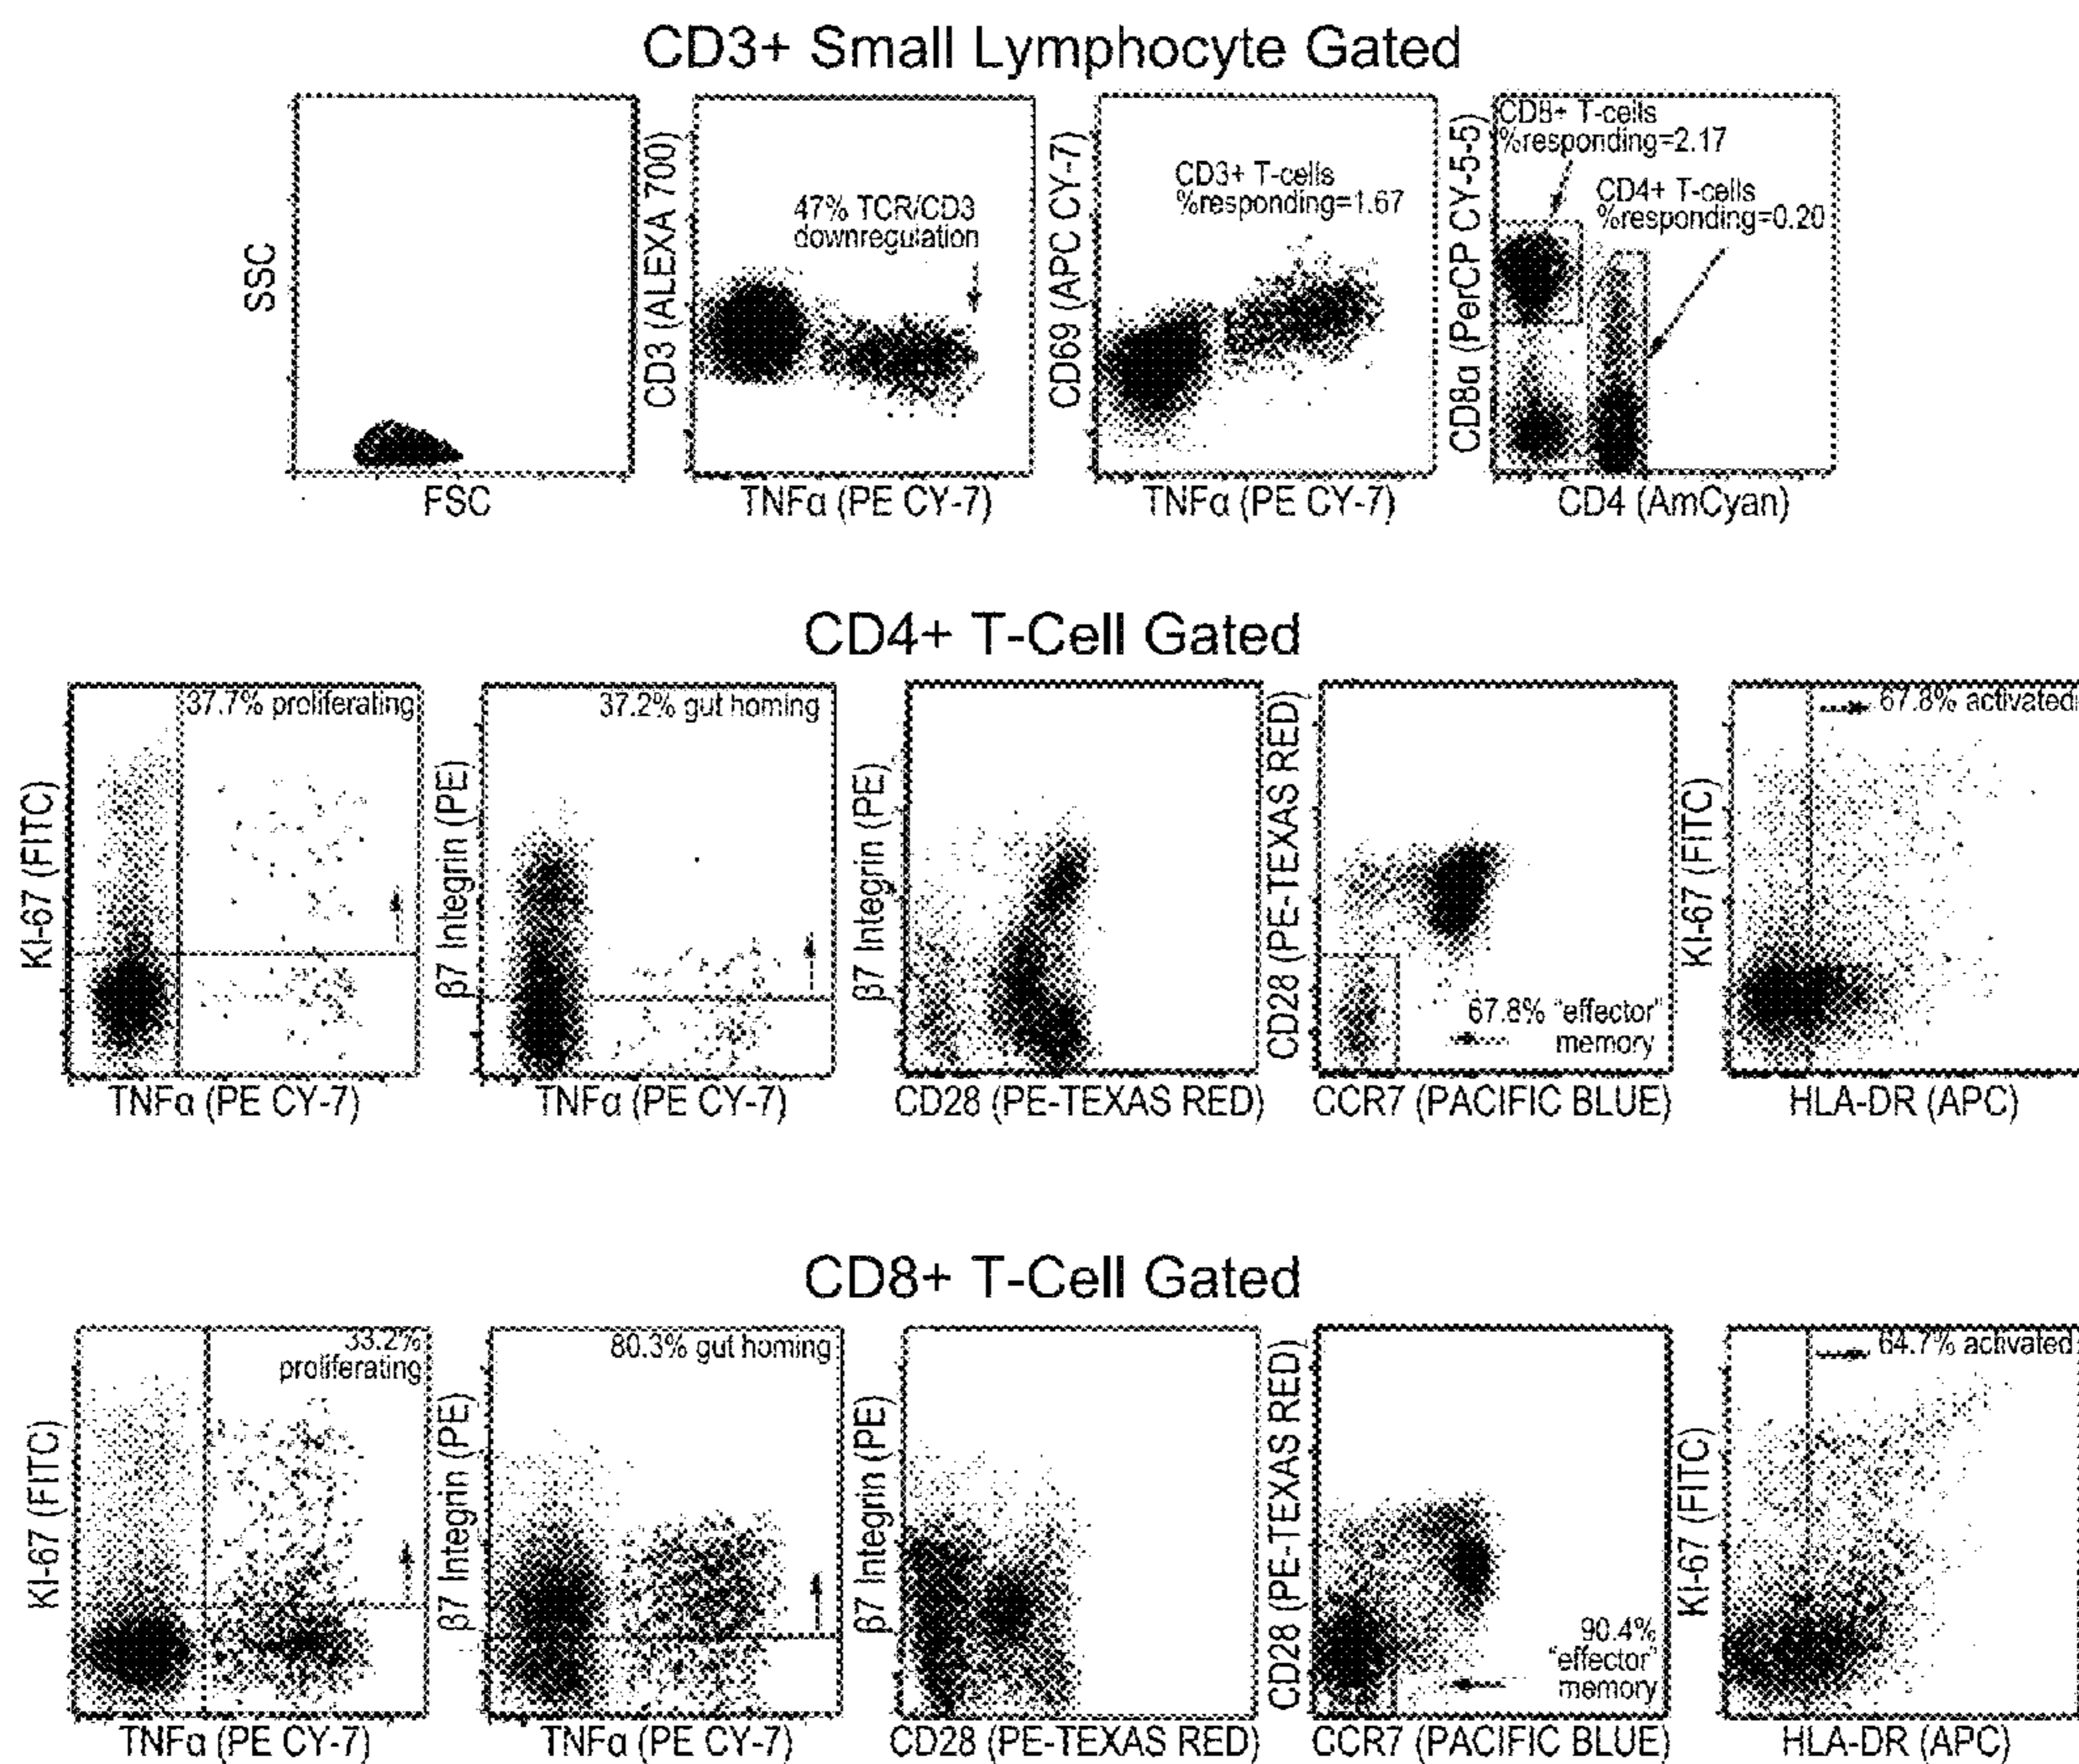 CD3+ Small Lymphocyte Gated
SSC
FSC
CD3 (ALEXA 700)
47% TCR/CD3
downregulation
TNFα (PE CY-7)
CD69 (APC CY-7)
CD3+ T-cells
%responding=1.67
TNFα (PE CY-7)
CD8α (PerCP CY-5-5)
CD8+ T-cells
%responding=2.17
CD4+ T-cells
%responding=0.20
CD4 (AmCyan)
CD4+ T-Cell Gated
KI-67 (FITC)
37.7% proliferating
TNFα (PE CY-7)
β7 Integrin (PE)
37.2% gut homing
TNFα (PE CY-7)
β7 Integrin (PE)
CD28 (PE-TEXAS RED)
CD28 (PE-TEXAS RED)
67.8% "effector"
memory
CCR7 (PACIFIC BLUE)
KI-67 (FITC)
67.8% activated
HLA-DR (APC)
CD8+ T-Cell Gated
KI-67 (FITC)
33.2%
proliferating
TNFα (PE CY-7)
β7 Integrin (PE)
80.3% gut homing
TNFα (PE CY-7)
β7 Integrin (PE)
CD28 (PE-TEXAS RED)
CD28 (PE-TEXAS RED)
90.4%
"effector"
memory
CCR7 (PACIFIC BLUE)
KI-67 (FITC)
64.7% activated
HLA-DR (APC)